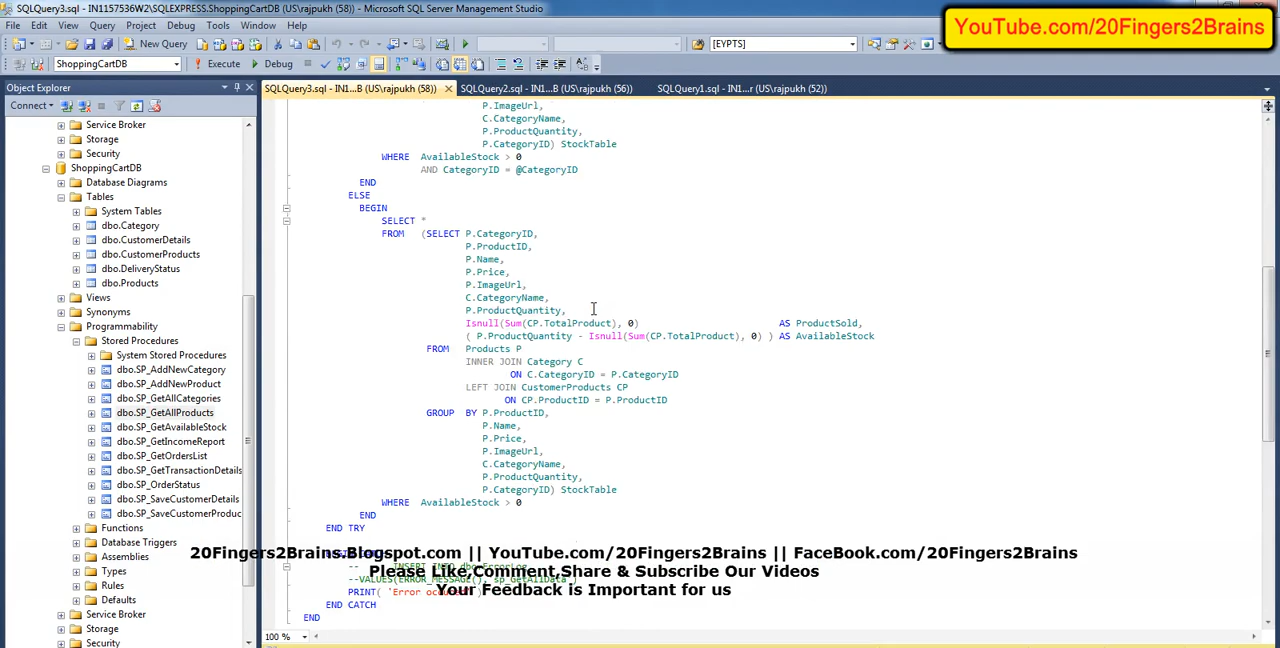 SQLQuery3.sql - IN1157536W2\SQLEXPRESS.ShoppingCartDB (US\rajpukh (58)) - Microsoft SQL Server Management Studio
File Edit View Query Project Debug Tools Window Help
YouTube.com/20Fingers2Brains
New Query
[EYPTS]
ShoppingCartDB
Execute
Debug
Object Explorer
SQLQuery3.sql - IN1...B (US\rajpukh (58))
SQLQuery2.sql - IN1...B (US\rajpukh (56))
SQLQuery1.sql - IN1...r (US\rajpukh (52))
Connect
Service Broker
Storage
Security
ShoppingCartDB
Database Diagrams
Tables
System Tables
dbo.Category
dbo.CustomerDetails
dbo.CustomerProducts
dbo.DeliveryStatus
dbo.Products
Views
Synonyms
Programmability
Stored Procedures
System Stored Procedures
dbo.SP_AddNewCategory
dbo.SP_AddNewProduct
dbo.SP_GetAllCategories
dbo.SP_GetAllProducts
dbo.SP_GetAvailableStock
dbo.SP_GetIncomeReport
dbo.SP_GetOrdersList
dbo.SP_GetTransactionDetails
dbo.SP_OrderStatus
dbo.SP_SaveCustomerDetails
dbo.SP_SaveCustomerProduc
Functions
Database Triggers
Assemblies
Types
Rules
Defaults
Service Broker
Storage
Security
P.ImageUrl,
C.CategoryName,
P.ProductQuantity,
P.CategoryID) StockTable
WHERE AvailableStock > 0
AND CategoryID = @CategoryID
END
ELSE
BEGIN
SELECT *
FROM (SELECT P.CategoryID,
P.ProductID,
P.Name,
P.Price,
P.ImageUrl,
C.CategoryName,
P.ProductQuantity,
Isnull(Sum(CP.TotalProduct), 0) AS ProductSold,
( P.ProductQuantity - Isnull(Sum(CP.TotalProduct), 0) ) AS AvailableStock
FROM Products P
INNER JOIN Category C
ON C.CategoryID = P.CategoryID
LEFT JOIN CustomerProducts CP
ON CP.ProductID = P.ProductID
GROUP BY P.ProductID,
P.Name,
P.Price,
P.ImageUrl,
C.CategoryName,
P.ProductQuantity,
P.CategoryID) StockTable
WHERE AvailableStock > 0
END
END TRY
20Fingers2Brains.Blogspot.com || YouTube.com/20Fingers2Brains || FaceBook.com/20Fingers2Brains
-- INSERT INTO dbo.ErrorLog
Please Like,Comment,Share & Subscribe Our Videos
--VALUES(ERROR_MESSAGE(), sp_GetAllData )
Your Feedback is Important for us
PRINT( 'Error occured' )
END CATCH
END
100 %